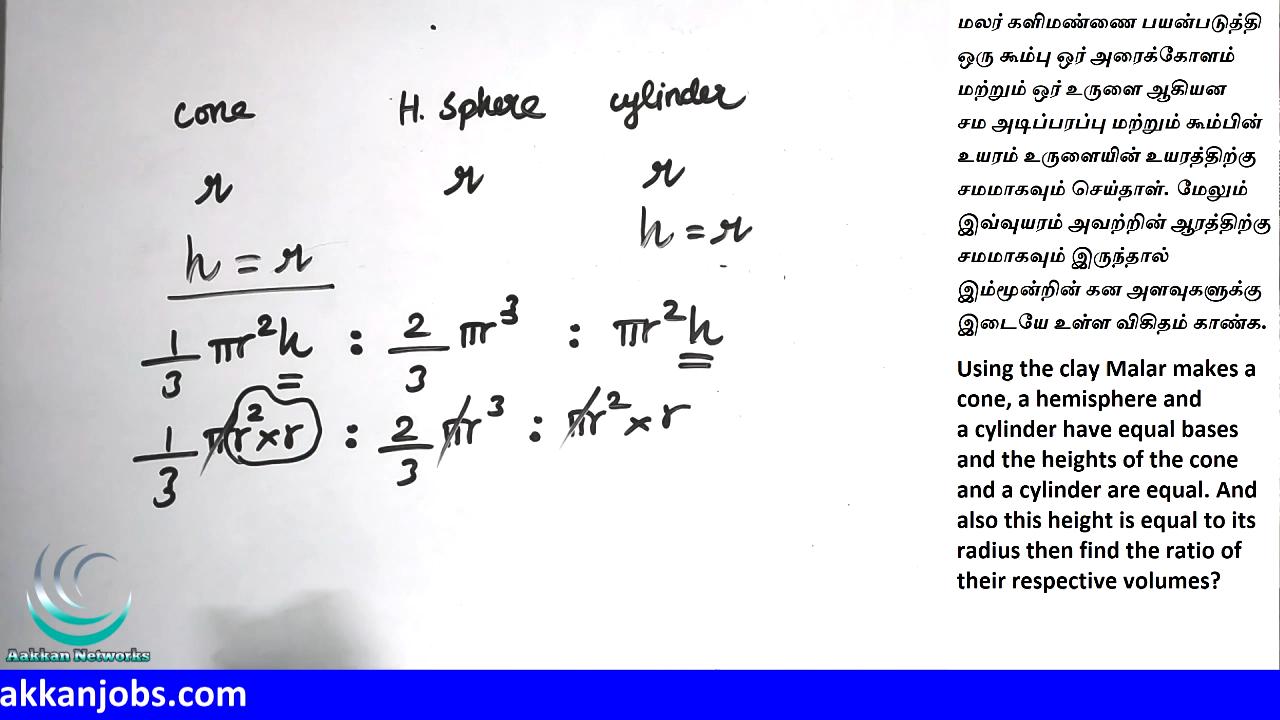 cone H. sphere cylinder
r r r
h = r h = r
1/3 πr²h : 2/3 πr³ : πr²h
1/3 πr²×r : 2/3 πr³ : πr²×r
மலர் களிமண்ணை பயன்படுத்தி
ஒரு கூம்பு ஓர் அரைக்கோளம்
மற்றும் ஓர் உருளை ஆகியன
சம அடிப்பரப்பு மற்றும் கூம்பின்
உயரம் உருளையின் உயரத்திற்கு
சமமாகவும் செய்தாள். மேலும்
இவ்வுயரம் அவற்றின் ஆரத்திற்கு
சமமாகவும் இருந்தால்
இம்மூன்றின் கன அளவுகளுக்கு
இடையே உள்ள விகிதம் காண்க.
Using the clay Malar makes a
cone, a hemisphere and
a cylinder have equal bases
and the heights of the cone
and a cylinder are equal. And
also this height is equal to its
radius then find the ratio of
their respective volumes?
Aakkan Networks
akkanjobs.com